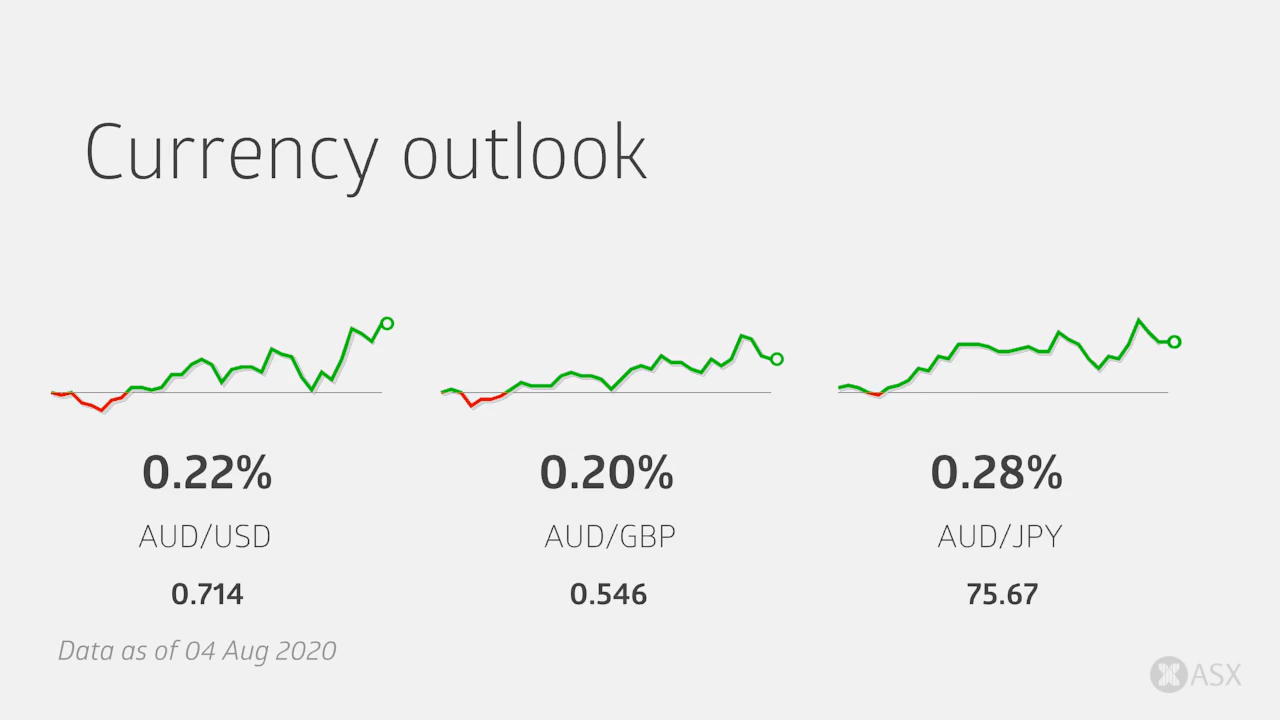 Currency outlook
0.22% 0.20% 0.28%
AUD/USD AUD/GBP AUD/JPY
0.714 0.546 75.67
Data as of 04 Aug 2020
ASX